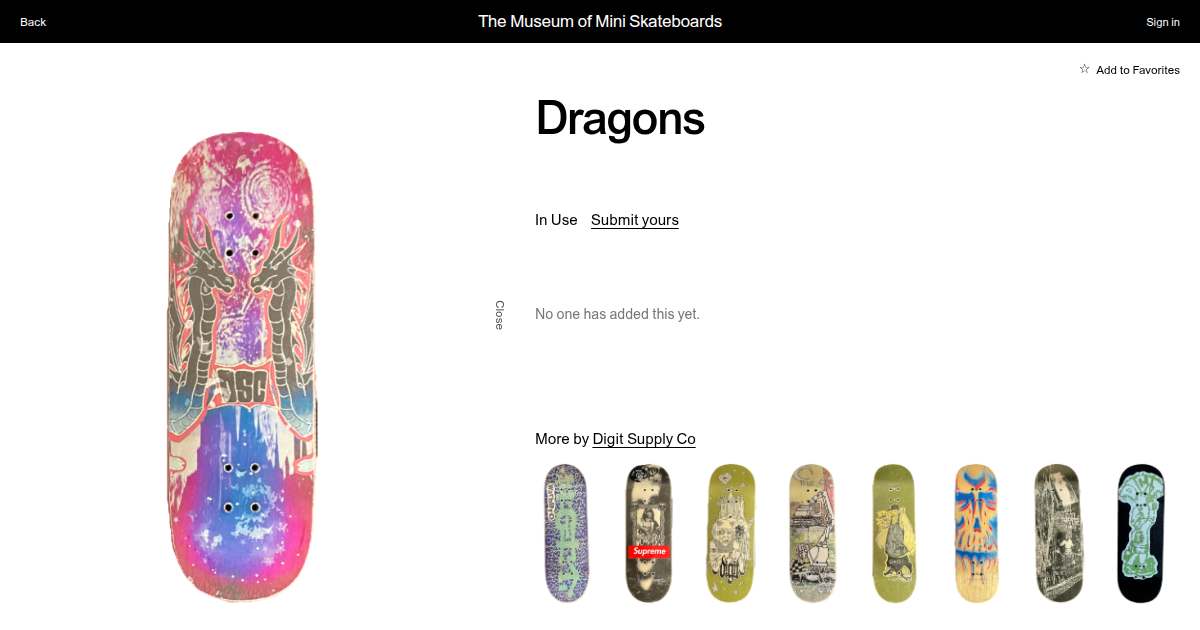 Back
The Museum of Mini Skateboards
Sign in
☆ Add to Favorites
Dragons
In Use Submit yours
Close
No one has added this yet.
DSC
More by Digit Supply Co
Supreme